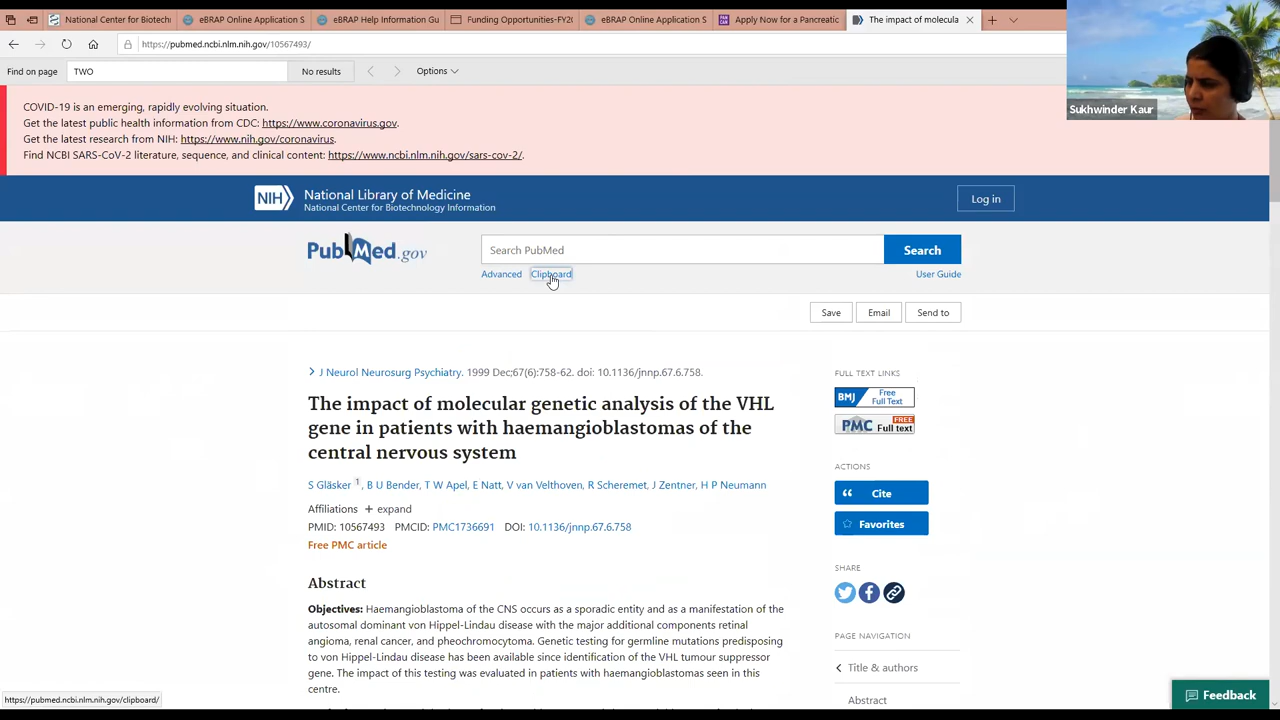 National Center for Biotechn
eBRAP Online Application S
eBRAP Help Information Gu
Funding Opportunities-FY20
eBRAP Online Application S
PAN CAN
Apply Now for a Pancreatic
The impact of molecula
https://pubmed.ncbi.nlm.nih.gov/10567493/
Find on page
TWO
No results
Options
Sukhwinder Kaur
COVID-19 is an emerging, rapidly evolving situation.
Get the latest public health information from CDC: https://www.coronavirus.gov.
Get the latest research from NIH: https://www.nih.gov/coronavirus.
Find NCBI SARS-CoV-2 literature, sequence, and clinical content: https://www.ncbi.nlm.nih.gov/sars-cov-2/.
NIH
National Library of Medicine
National Center for Biotechnology Information
Log in
PubMed.gov
Search PubMed
Search
Advanced
Clipboard
User Guide
Save
Email
Send to
J Neurol Neurosurg Psychiatry. 1999 Dec;67(6):758-62. doi: 10.1136/jnnp.67.6.758.
The impact of molecular genetic analysis of the VHL
gene in patients with haemangioblastomas of the
central nervous system
S Gläsker 1, B U Bender, T W Apel, E Natt, V van Velthoven, R Scheremet, J Zentner, H P Neumann
Affiliations + expand
PMID: 10567493 PMCID: PMC1736691 DOI: 10.1136/jnnp.67.6.758
Free PMC article
Abstract
Objectives: Haemangioblastoma of the CNS occurs as a sporadic entity and as a manifestation of the
autosomal dominant von Hippel-Lindau disease with the major additional components retinal
angioma, renal cancer, and pheochromocytoma. Genetic testing for germline mutations predisposing
to von Hippel-Lindau disease has been available since identification of the VHL tumour suppressor
gene. The impact of this testing was evaluated in patients with haemangioblastomas seen in this
centre.
FULL TEXT LINKS
BMJ Free Full Text
PMC FREE Full text
ACTIONS
Cite
Favorites
SHARE
PAGE NAVIGATION
Title & authors
Abstract
https://pubmed.ncbi.nlm.nih.gov/clipboard/
Feedback